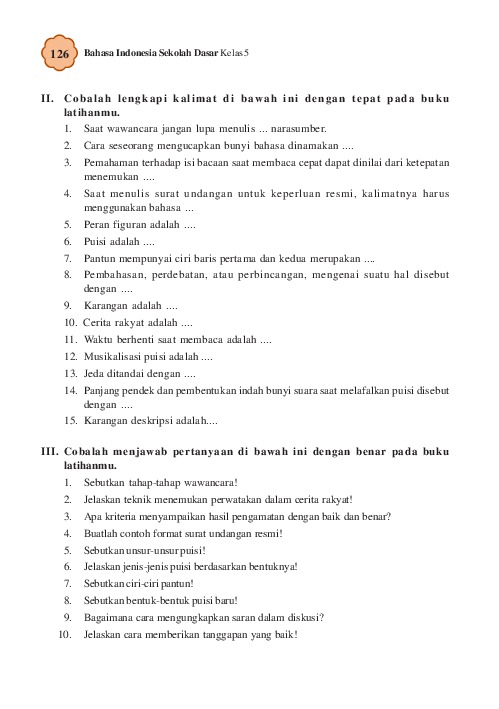 126 Bahasa Indonesia Sekolah Dasar Kelas 5
II. Cobalah lengkapi kalimat di bawah ini dengan tepat pada buku
latihanmu.
1. Saat wawancara jangan lupa menulis ... narasumber.
2. Cara seseorang mengucapkan bunyi bahasa dinamakan ....
3. Pemahaman terhadap isi bacaan saat membaca cepat dapat dinilai dari ketepatan
menemukan ....
4. Saat menulis surat undangan untuk keperluan resmi, kalimatnya harus
menggunakan bahasa ...
5. Peran figuran adalah ....
6. Puisi adalah ....
7. Pantun mempunyai ciri baris pertama dan kedua merupakan ....
8. Pembahasan, perdebatan, atau perbincangan, mengenai suatu hal disebut
dengan ....
9. Karangan adalah ....
10. Cerita rakyat adalah ....
11. Waktu berhenti saat membaca adalah ....
12. Musikalisasi puisi adalah ....
13. Jeda ditandai dengan ....
14. Panjang pendek dan pembentukan indah bunyi suara saat melafalkan puisi disebut
dengan ....
15. Karangan deskripsi adalah....
III. Cobalah menjawab pertanyaan di bawah ini dengan benar pada buku
latihanmu.
1. Sebutkan tahap-tahap wawancara!
2. Jelaskan teknik menemukan perwatakan dalam cerita rakyat!
3. Apa kriteria menyampaikan hasil pengamatan dengan baik dan benar?
4. Buatlah contoh format surat undangan resmi!
5. Sebutkan unsur-unsur puisi!
6. Jelaskan jenis-jenis puisi berdasarkan bentuknya!
7. Sebutkan ciri-ciri pantun!
8. Sebutkan bentuk-bentuk puisi baru!
9. Bagaimana cara mengungkapkan saran dalam diskusi?
10. Jelaskan cara memberikan tanggapan yang baik!